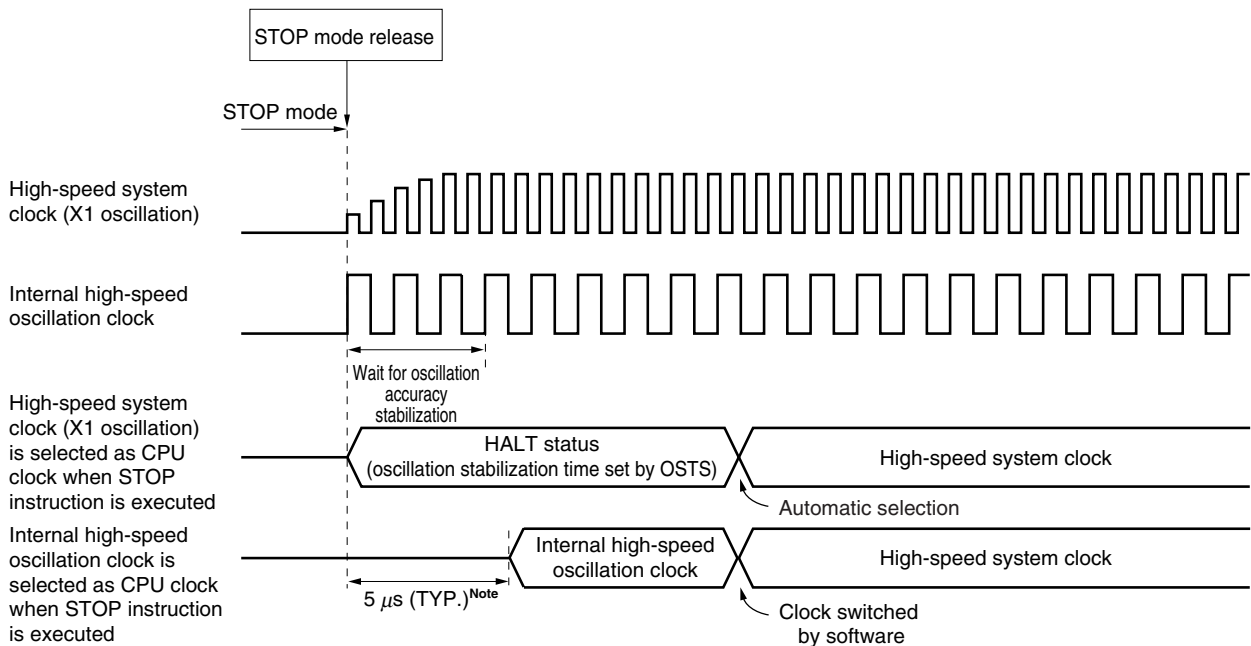 STOP mode release
STOP mode
High-speed system
clock (X1 oscillation)
Internal high-speed
oscillation clock
Wait for oscillation
accuracy
stabilization
High-speed system
clock (X1 oscillation)
is selected as CPU
clock when STOP
instruction is executed
HALT status
(oscillation stabilization time set by OSTS)
High-speed system clock
Automatic selection
Internal high-speed
oscillation clock is
selected as CPU clock
when STOP instruction
is executed
Internal high-speed
oscillation clock
High-speed system clock
5 μs (TYP.)Note
Clock switched
by software